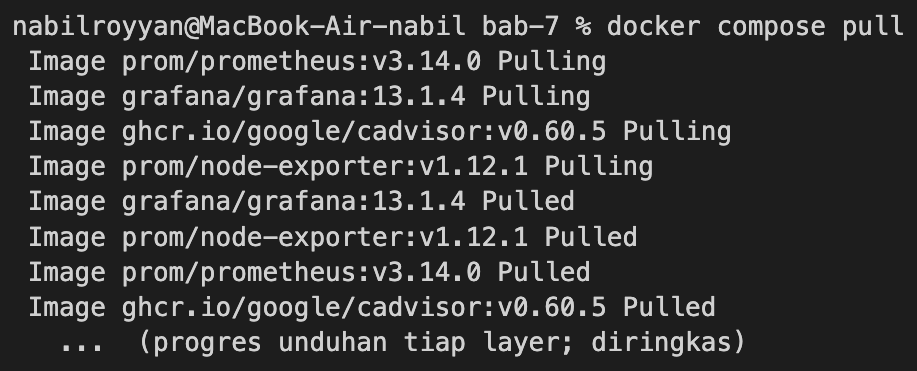 nabilroyyan@MacBook-Air-nabil bab-7 % docker compose pull
Image prom/prometheus:v3.14.0 Pulling
Image grafana/grafana:13.1.4 Pulling
Image ghcr.io/google/cadvisor:v0.60.5 Pulling
Image prom/node-exporter:v1.12.1 Pulling
Image grafana/grafana:13.1.4 Pulled
Image prom/node-exporter:v1.12.1 Pulled
Image prom/prometheus:v3.14.0 Pulled
Image ghcr.io/google/cadvisor:v0.60.5 Pulled
... (progres unduhan tiap layer; diringkas)